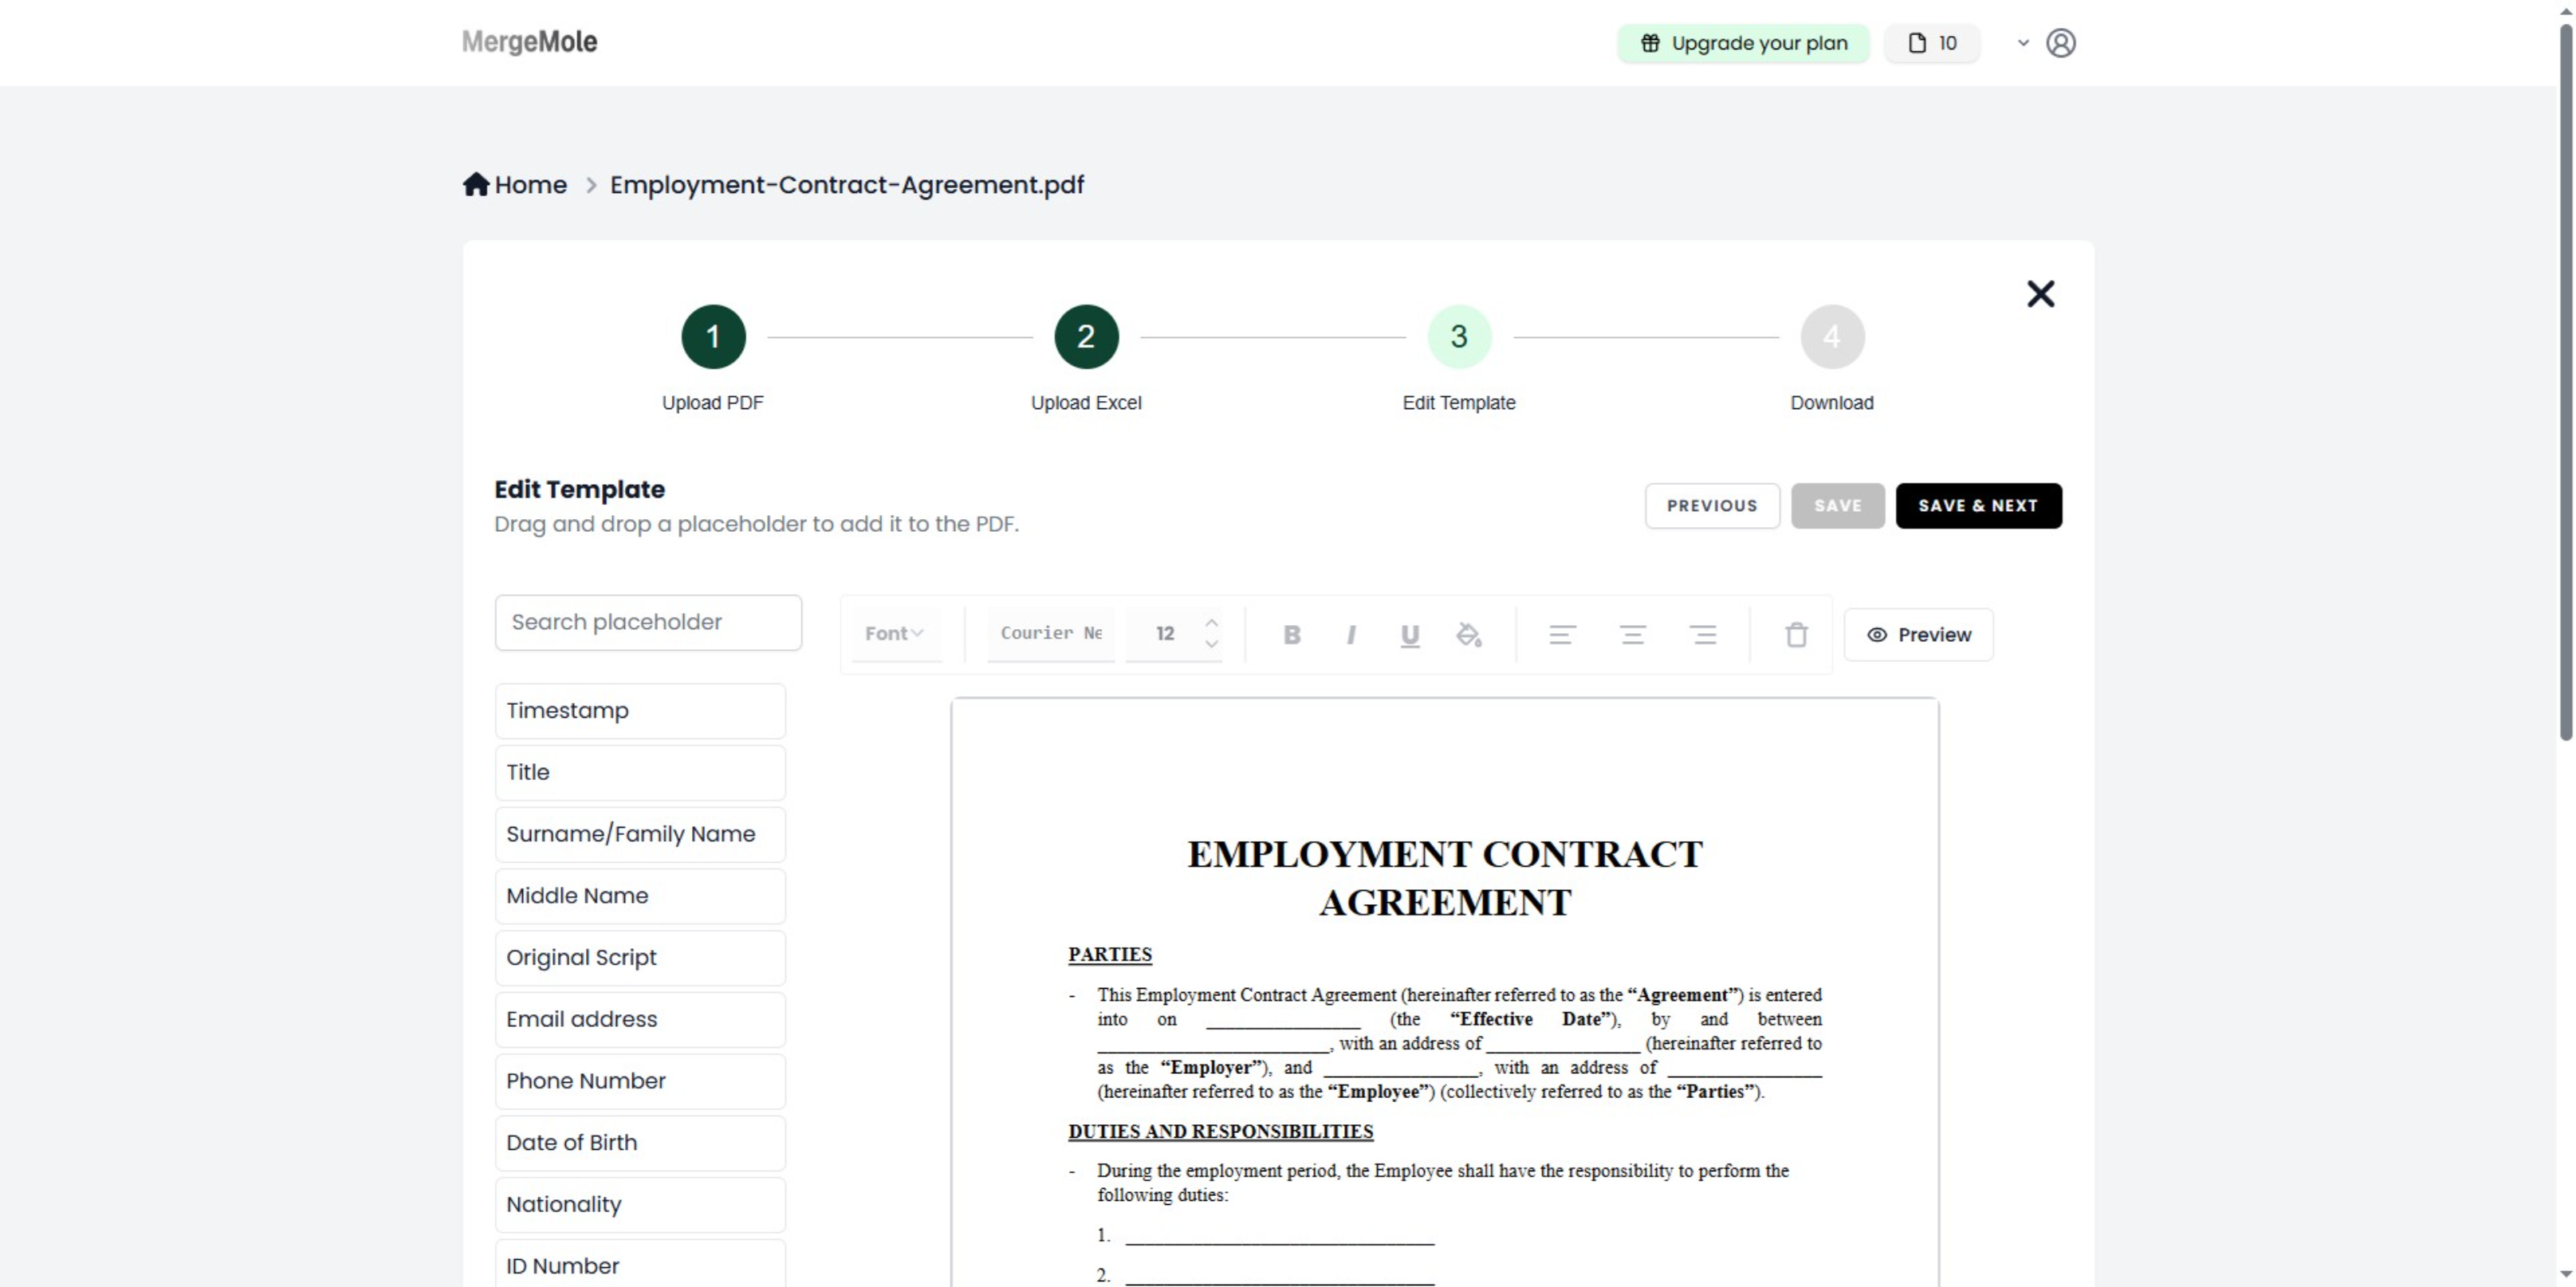 MergeMole
Upgrade your plan
10
Home
Employment-Contract-Agreement.pdf
1
2
3
4
Upload PDF
Upload Excel
Edit Template
Download
Edit Template
Drag and drop a placeholder to add it to the PDF.
PREVIOUS
SAVE
SAVE & NEXT
Search placeholder
Font
Courier Ne
12
B
I
U
Preview
Timestamp
Title
Surname/Family Name
Middle Name
Original Script
Email address
Phone Number
Date of Birth
Nationality
ID Number
EMPLOYMENT CONTRACT
AGREEMENT
PARTIES
- This Employment Contract Agreement (hereinafter referred to as the “Agreement”) is entered
into on ________________ (the “Effective Date”), by and between
________________________, with an address of ________________ (hereinafter referred to
as the “Employer”), and ________________, with an address of ________________
(hereinafter referred to as the “Employee”) (collectively referred to as the “Parties”).
DUTIES AND RESPONSIBILITIES
- During the employment period, the Employee shall have the responsibility to perform the
following duties:
1. ________________________________
2. ________________________________